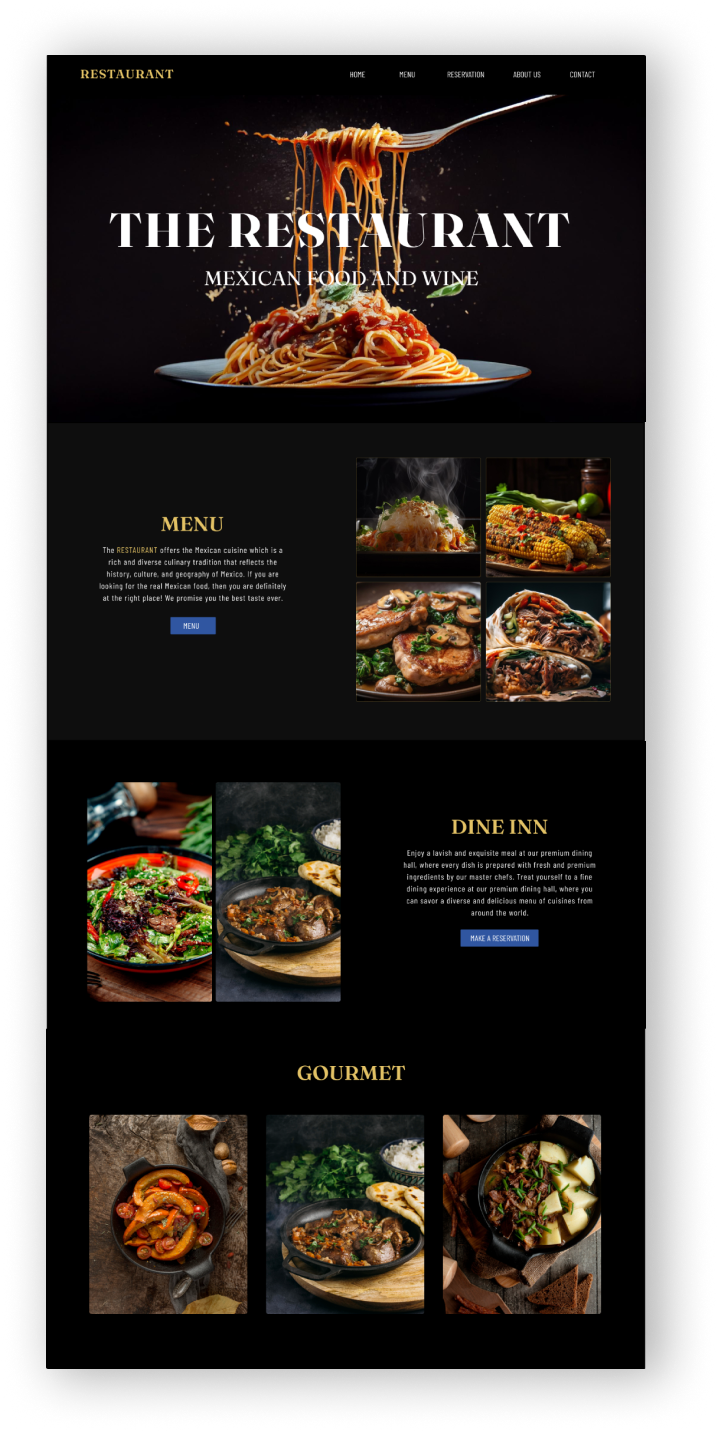 RESTAURANT
HOME MENU RESERVATION ABOUT US CONTACT
THE RESTAURANT
MEXICAN FOOD AND WINE
MENU
The RESTAURANT offers the Mexican cuisine which is a
rich and diverse culinary tradition that reflects the
history, culture, and geography of Mexico. If you are
looking for the real Mexican food, then you are definitely
at the right place! We promise you the best taste ever.
MENU
DINE INN
Enjoy a lavish and exquisite meal at our premium dining
hall, where every dish is prepared with fresh and premium
ingredients by our master chefs. Treat yourself to a fine
dining experience at our premium dining hall, where you
can savor a diverse and delicious menu of cuisines from
around the world.
MAKE A RESERVATION
GOURMET